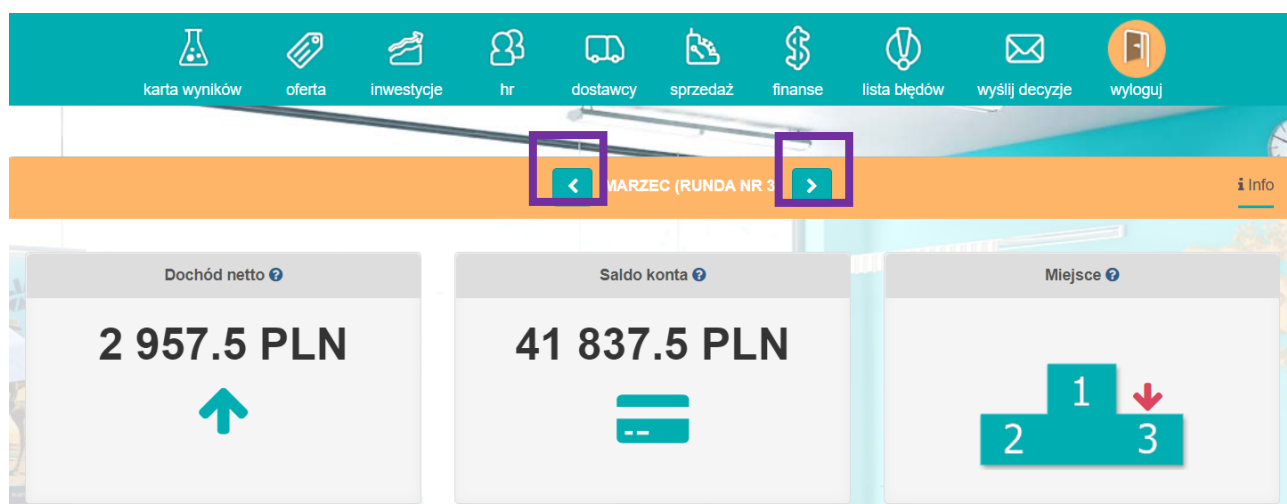 karta wyników oferta inwestycje hr dostawcy sprzedaż finanse lista błędów wyślij decyzje wyloguj
MARZEC (RUNDA NR 3
i Info
Dochód netto ?
2 957.5 PLN
Saldo konta ?
41 837.5 PLN
Miejsce ?
1
2 3